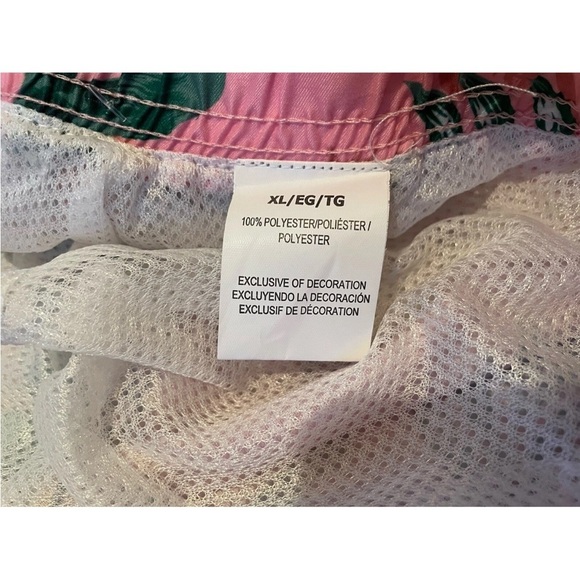 XL/EG/TG
100% POLYESTER/POLIÉSTER/
POLYESTER
EXCLUSIVE OF DECORATION
EXCLUYENDO LA DECORACIÓN
EXCLUSIF DE DÉCORATION